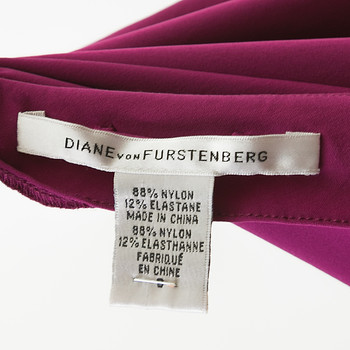 DIANE VON FURSTENBERG
88% NYLON
12% ELASTANE
MADE IN CHINA
88% NYLON
12% ELASTHANNE
FABRIQUÉ
EN CHINE